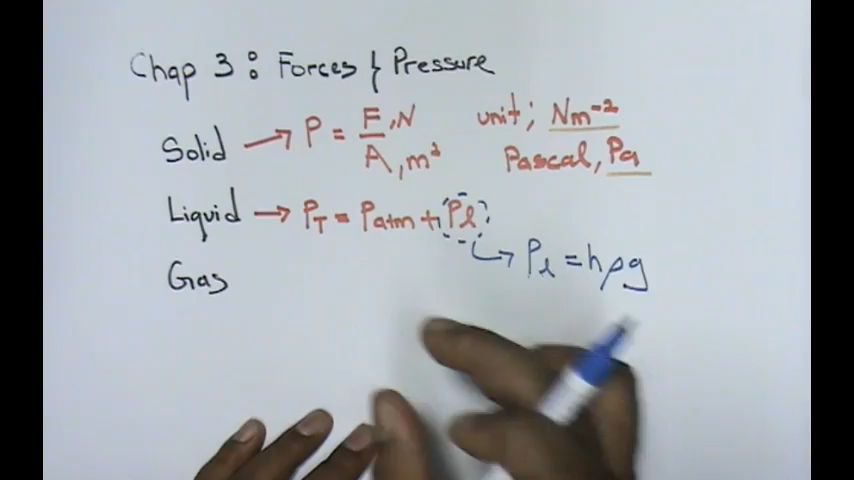 Chap 3 : Forces & Pressure
Solid → P = F, N / A, m² unit; Nm⁻²
Pascal, Pa
Liquid → P_T = Patm + Pℓ
↳ Pℓ = hρg
Gas